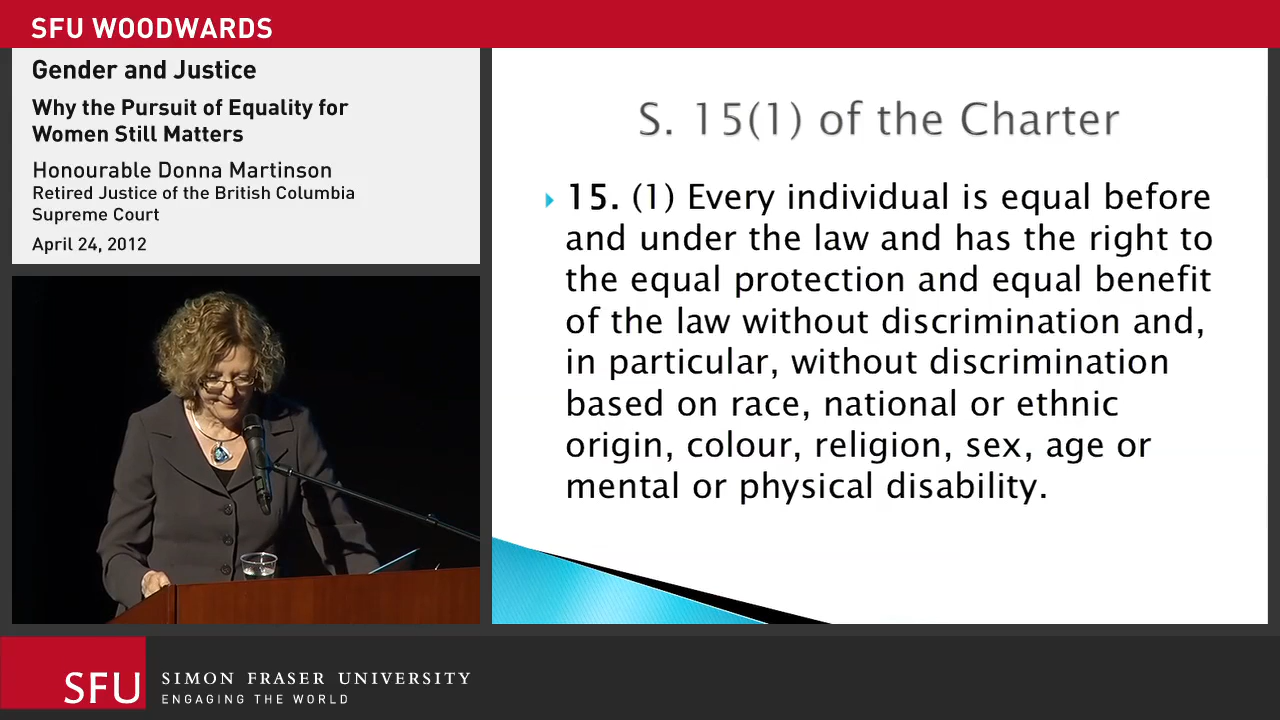 SFU WOODWARDS
Gender and Justice
Why the Pursuit of Equality for
Women Still Matters
Honourable Donna Martinson
Retired Justice of the British Columbia
Supreme Court
April 24, 2012
S. 15(1) of the Charter
15. (1) Every individual is equal before
and under the law and has the right to
the equal protection and equal benefit
of the law without discrimination and,
in particular, without discrimination
based on race, national or ethnic
origin, colour, religion, sex, age or
mental or physical disability.
SFU
SIMON FRASER UNIVERSITY
ENGAGING THE WORLD